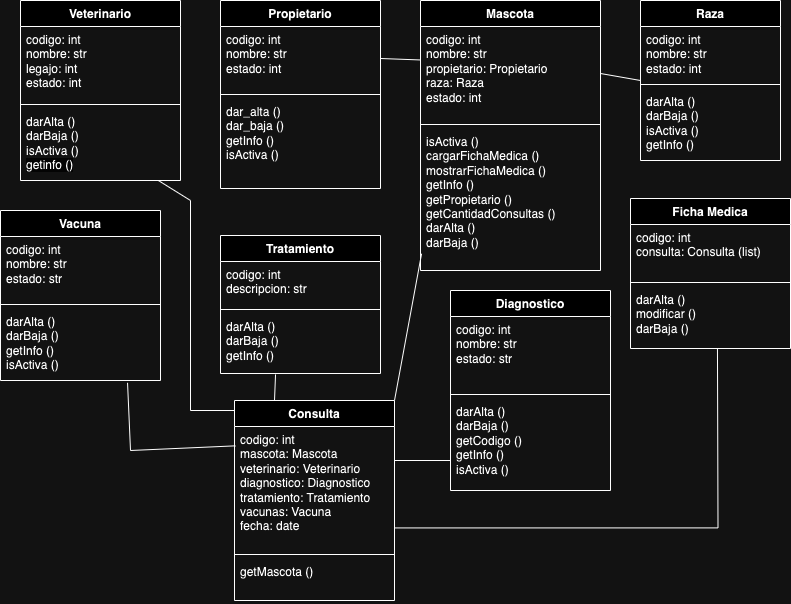 Veterinario
codigo: int
nombre: str
legajo: int
estado: int
darAlta ()
darBaja ()
isActiva ()
getinfo ()
Propietario
codigo: int
nombre: str
estado: int
dar_alta ()
dar_baja ()
getInfo ()
isActiva ()
Mascota
codigo: int
nombre: str
propietario: Propietario
raza: Raza
estado: int
isActiva ()
cargarFichaMedica ()
mostrarFichaMedica ()
getInfo ()
getPropietario ()
getCantidadConsultas ()
darAlta ()
darBaja ()
Raza
codigo: int
nombre: str
estado: int
darAlta ()
darBaja ()
isActiva ()
getInfo ()
Vacuna
codigo: int
nombre: str
estado: str
darAlta ()
darBaja ()
getInfo ()
isActiva ()
Tratamiento
codigo: int
descripcion: str
darAlta ()
darBaja ()
getInfo ()
Ficha Medica
codigo: int
consulta: Consulta (list)
darAlta ()
modificar ()
darBaja ()
Diagnostico
codigo: int
nombre: str
estado: str
darAlta ()
darBaja ()
getCodigo ()
getInfo ()
isActiva ()
Consulta
codigo: int
mascota: Mascota
veterinario: Veterinario
diagnostico: Diagnostico
tratamiento: Tratamiento
vacunas: Vacuna
fecha: date
getMascota ()